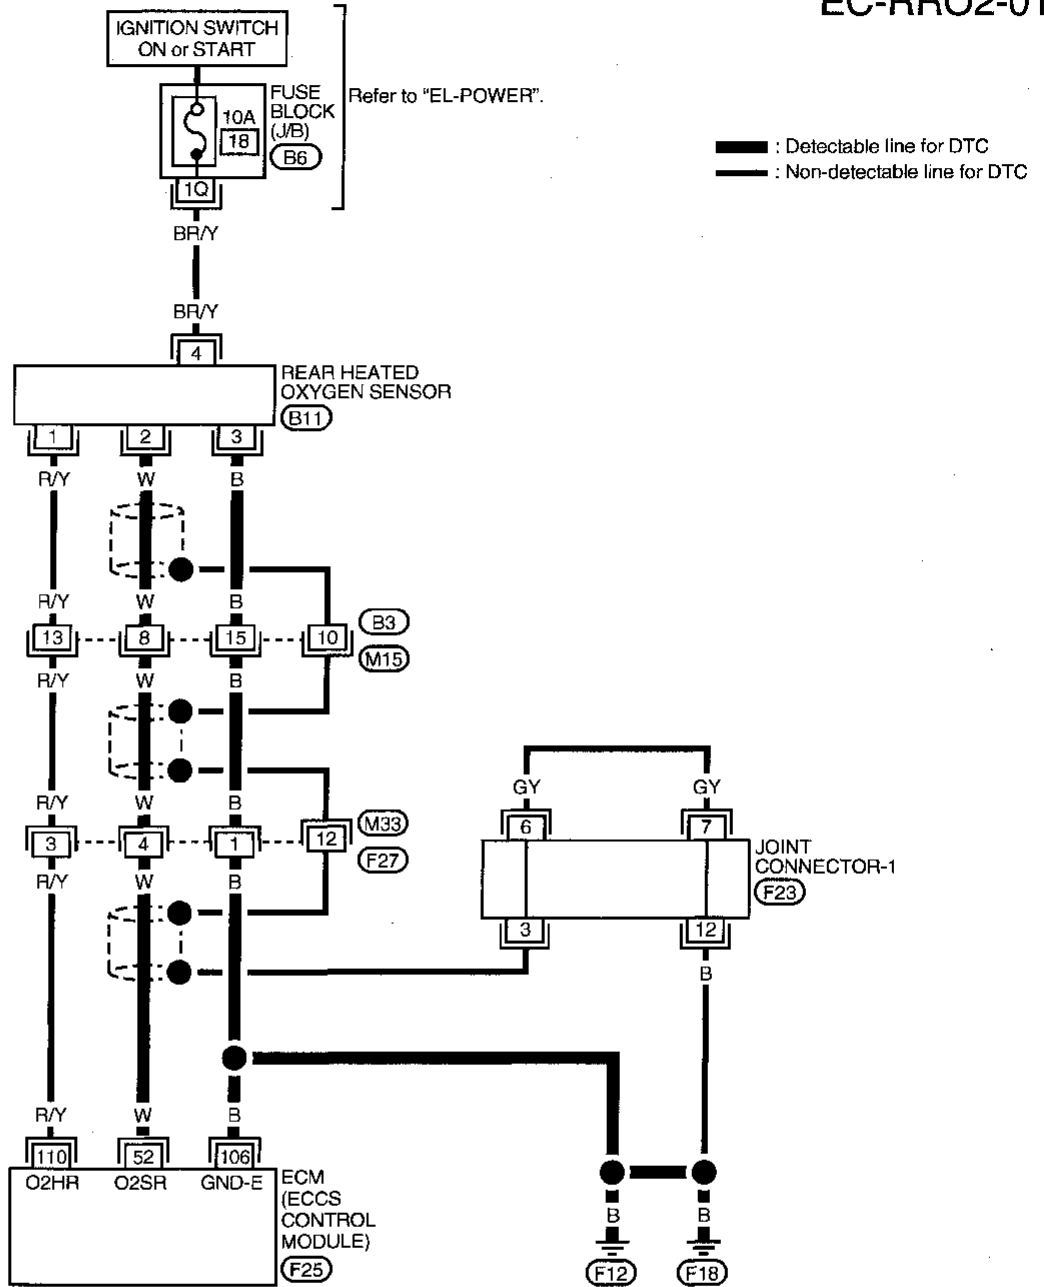 EC-RRO2-01
IGNITION SWITCH
ON or START
FUSE
BLOCK
(J/B)
B6
10A
18
1Q
Refer to "EL-POWER".
: Detectable line for DTC
: Non-detectable line for DTC
BR/Y
BR/Y
4
REAR HEATED
OXYGEN SENSOR
B11
1 2 3
R/Y W B
R/Y W B
13 8 15 10
B3
M15
R/Y W B
R/Y W B
3 4 1 12
M33
F27
R/Y W B
GY GY
6 7
JOINT
CONNECTOR-1
F23
3 12
B
R/Y W B
110 52 106
O2HR O2SR GND-E
ECM
(ECCS
CONTROL
MODULE)
F25
B B
F12 F18